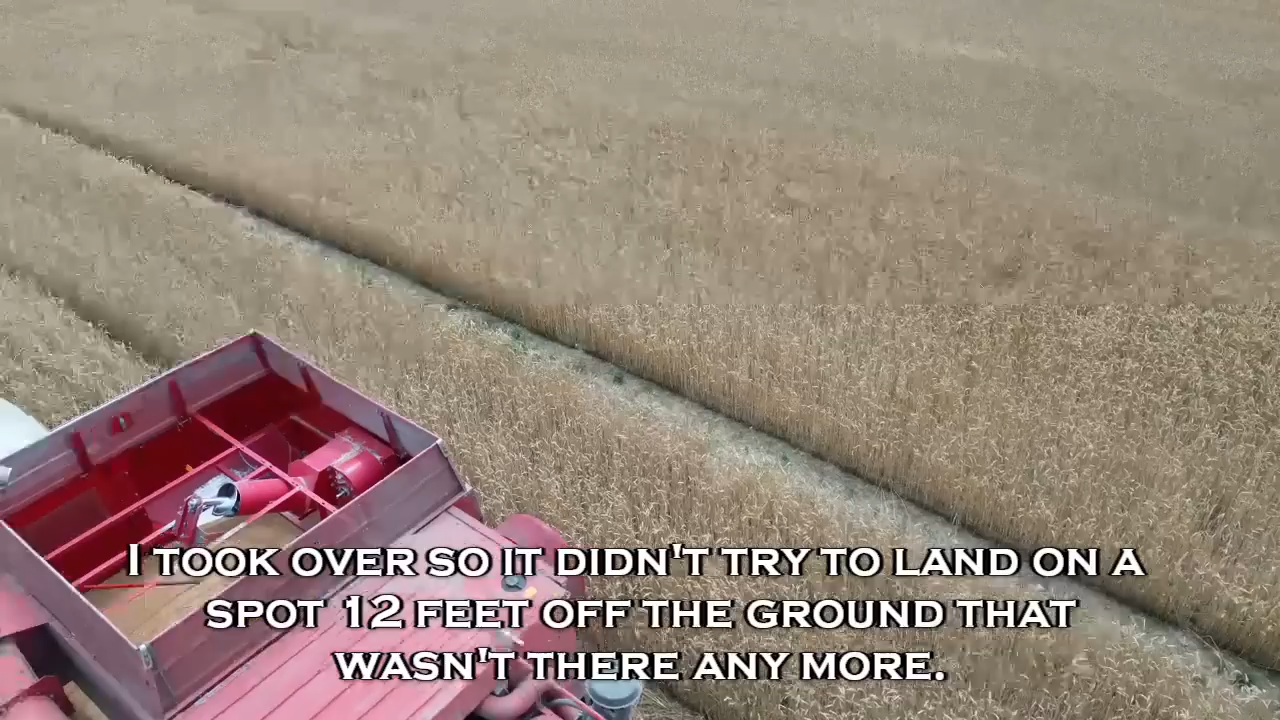 I TOOK OVER SO IT DIDN'T TRY TO LAND ON A
SPOT 12 FEET OFF THE GROUND THAT
WASN'T THERE ANY MORE.